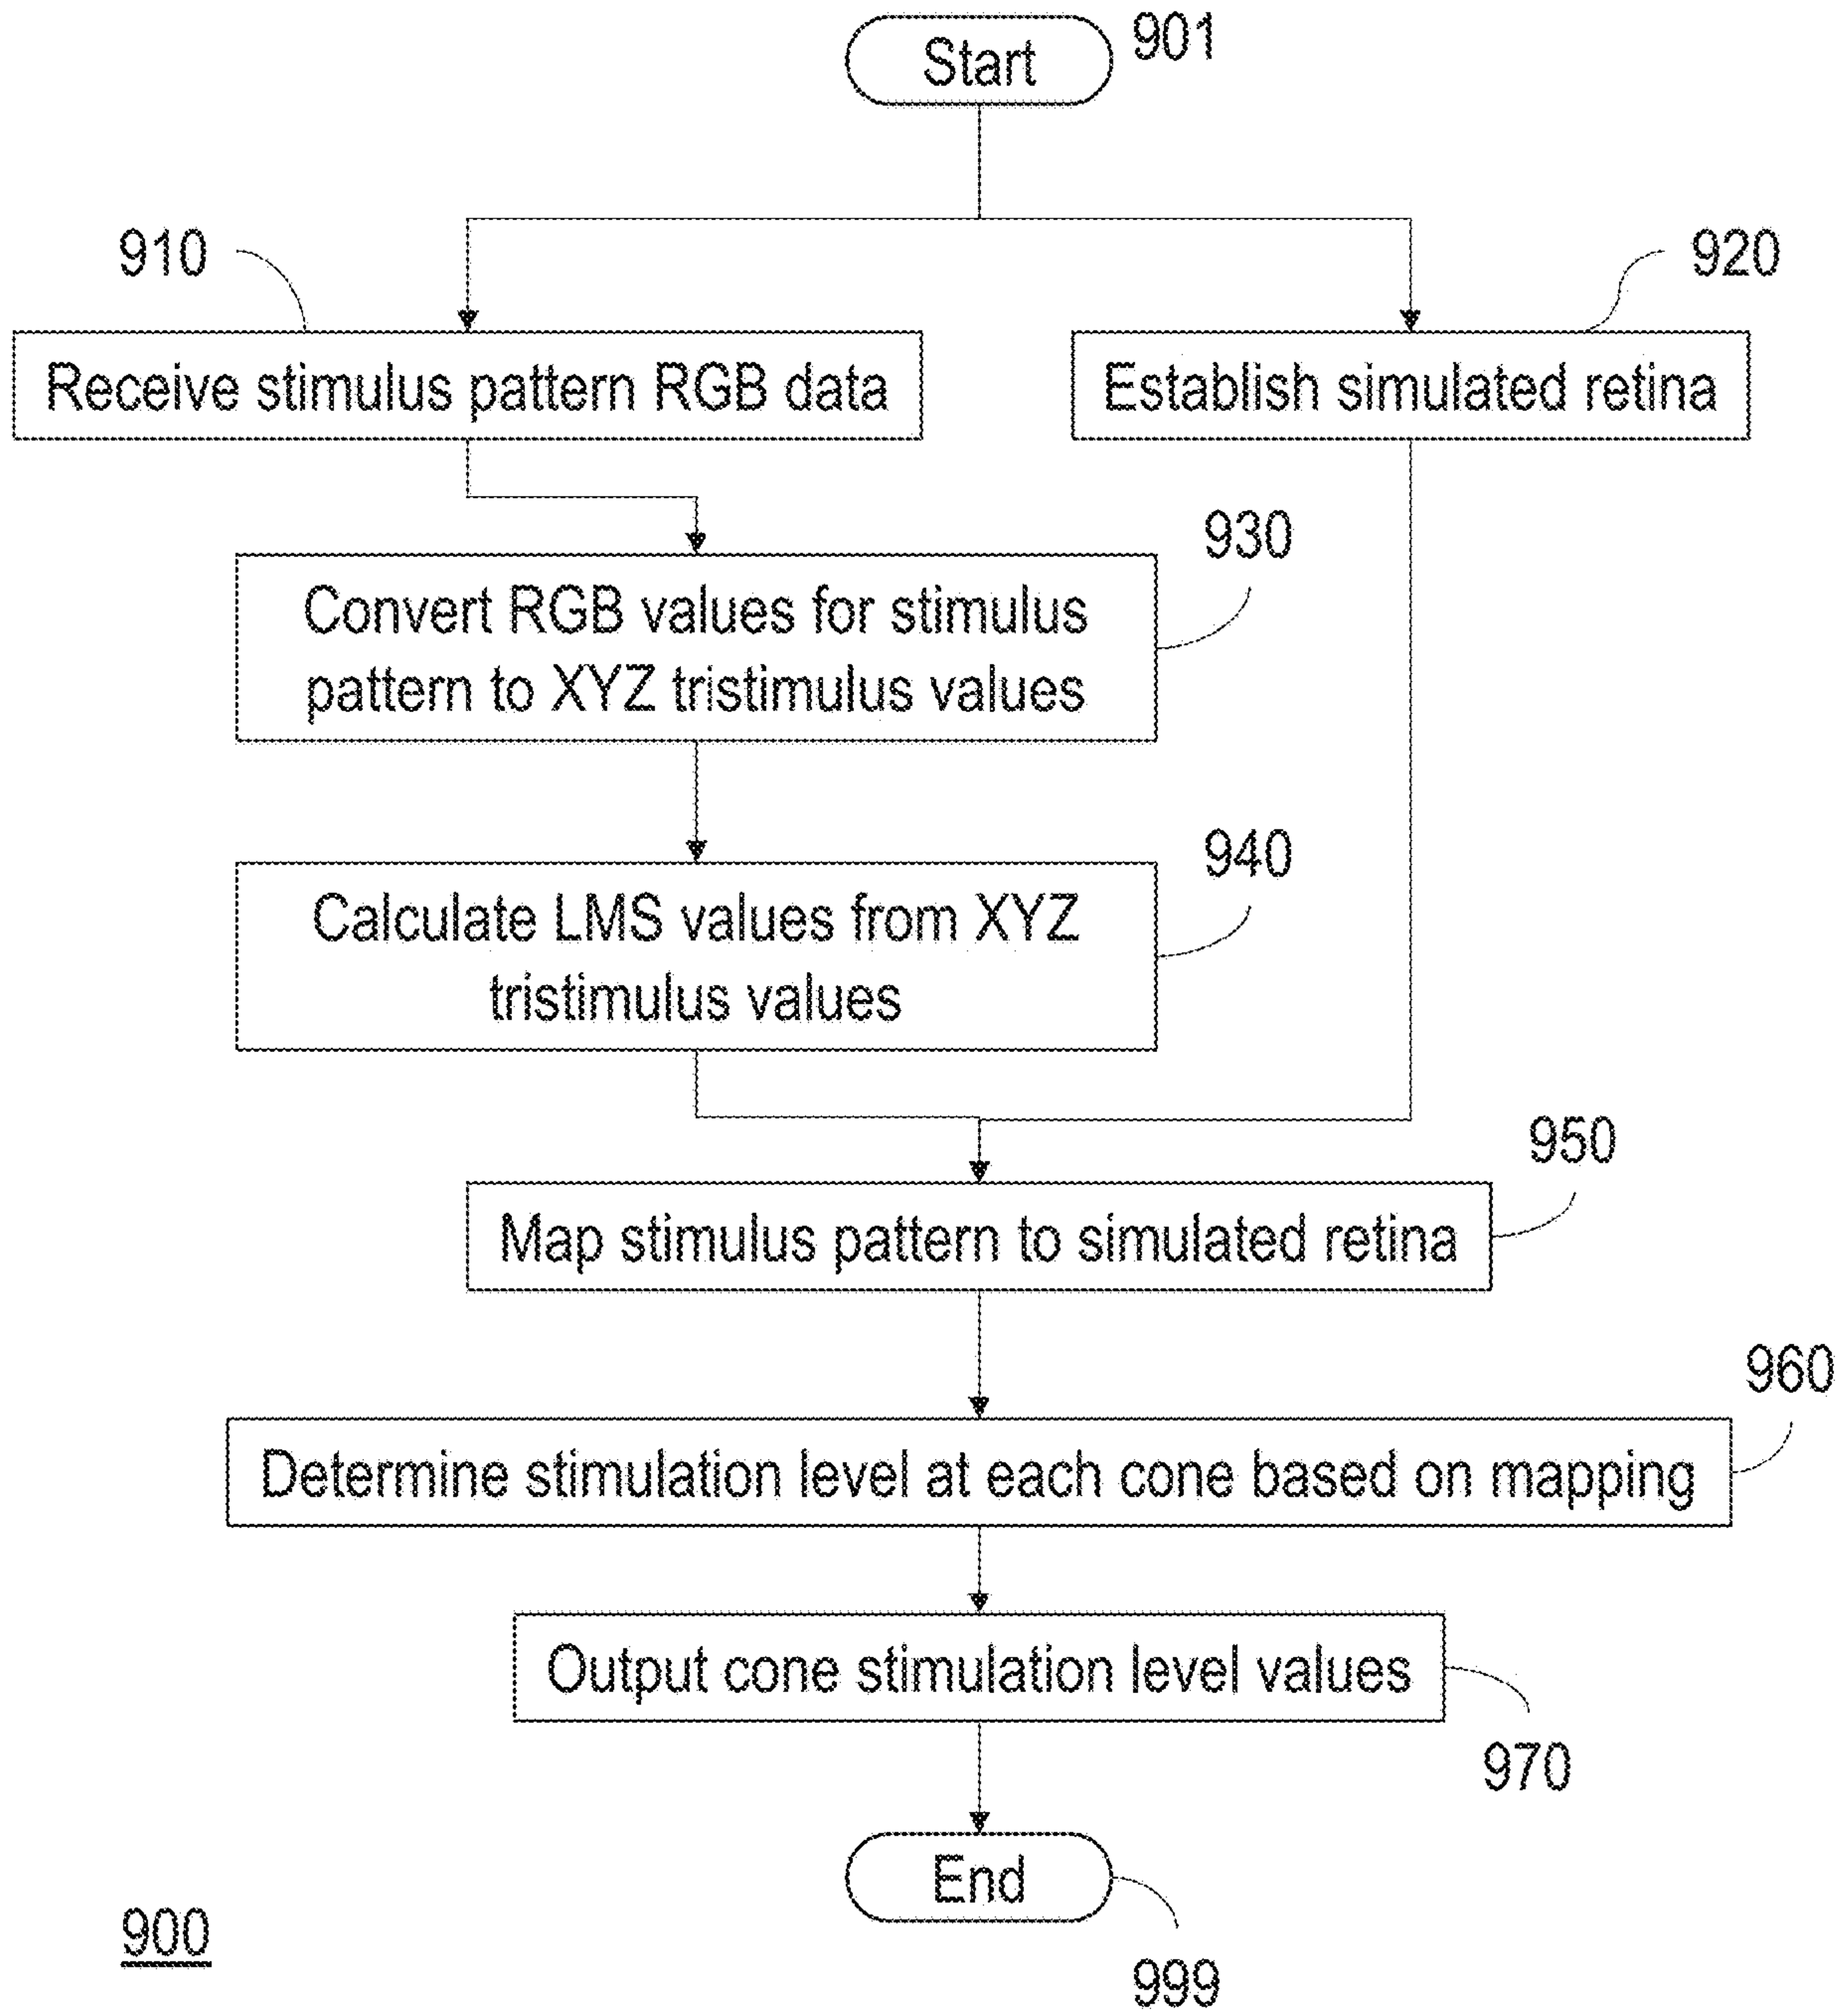 Start
901
910
920
Receive stimulus pattern RGB data
Establish simulated retina
930
Convert RGB values for stimulus
pattern to XYZ tristimulus values
940
Calculate LMS values from XYZ
tristimulus values
950
Map stimulus pattern to simulated retina
960
Determine stimulation level at each cone based on mapping
Output cone stimulation level values
970
End
900
999